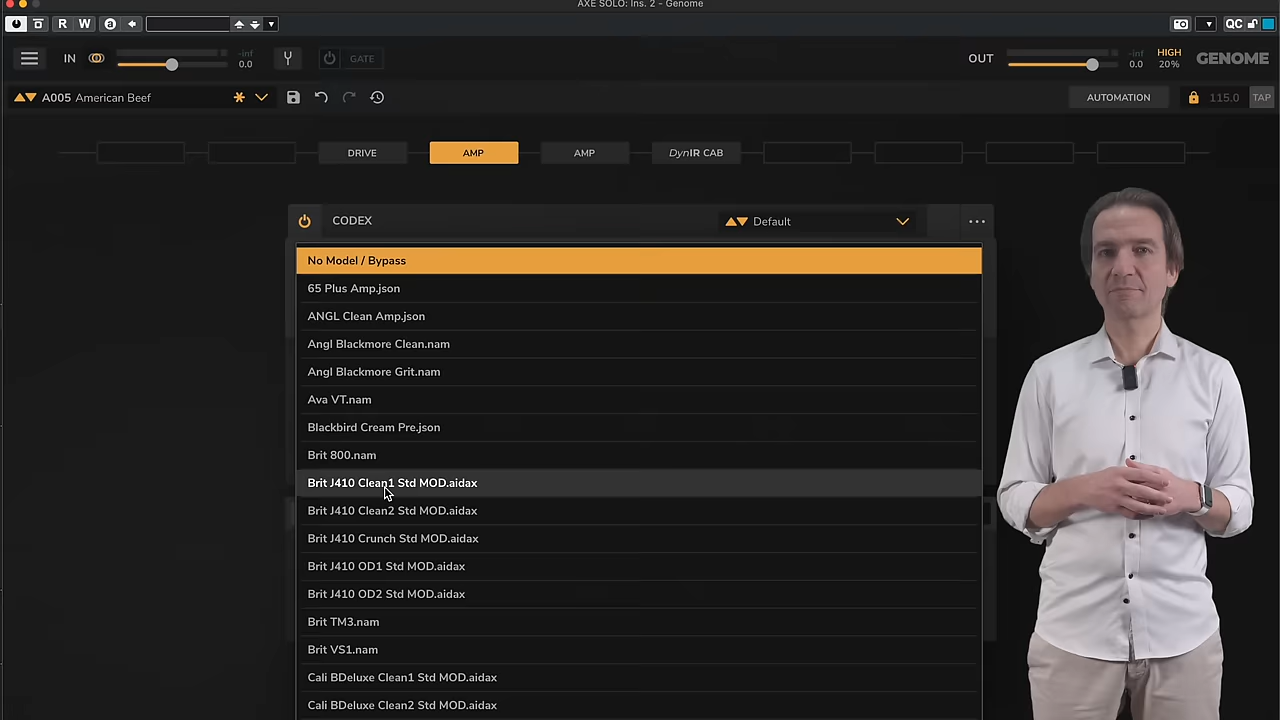 AXE SOLO: Ins. 2 - Genome
R W a QC
IN -inf 0.0 GATE OUT -inf 0.0 HIGH 20% GENOME
A005 American Beef * AUTOMATION 115.0 TAP
DRIVE AMP AMP DynIR CAB
CODEX Default ...
No Model / Bypass
65 Plus Amp.json
ANGL Clean Amp.json
Angl Blackmore Clean.nam
Angl Blackmore Grit.nam
Ava VT.nam
Blackbird Cream Pre.json
Brit 800.nam
Brit J410 Clean1 Std MOD.aidax
Brit J410 Clean2 Std MOD.aidax
Brit J410 Crunch Std MOD.aidax
Brit J410 OD1 Std MOD.aidax
Brit J410 OD2 Std MOD.aidax
Brit TM3.nam
Brit VS1.nam
Cali BDeluxe Clean1 Std MOD.aidax
Cali BDeluxe Clean2 Std MOD.aidax